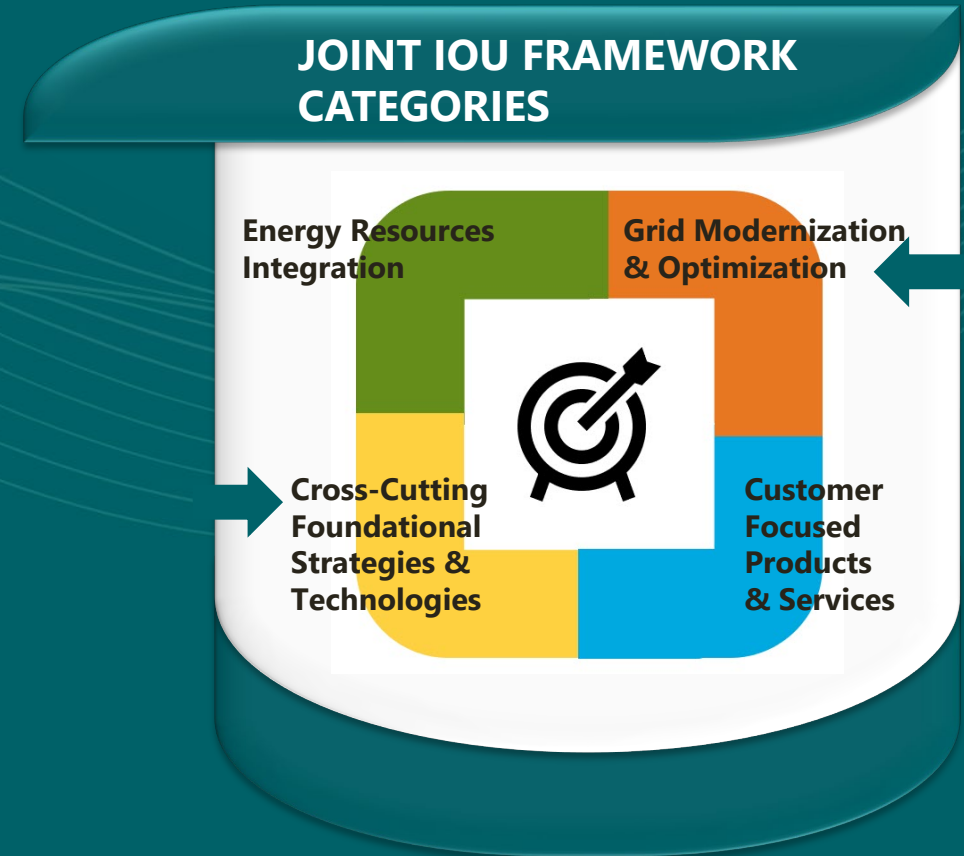 JOINT IOU FRAMEWORK
CATEGORIES
Energy Resources
Integration
Grid Modernization
& Optimization
Cross-Cutting
Foundational
Strategies &
Technologies
Customer
Focused
Products
& Services